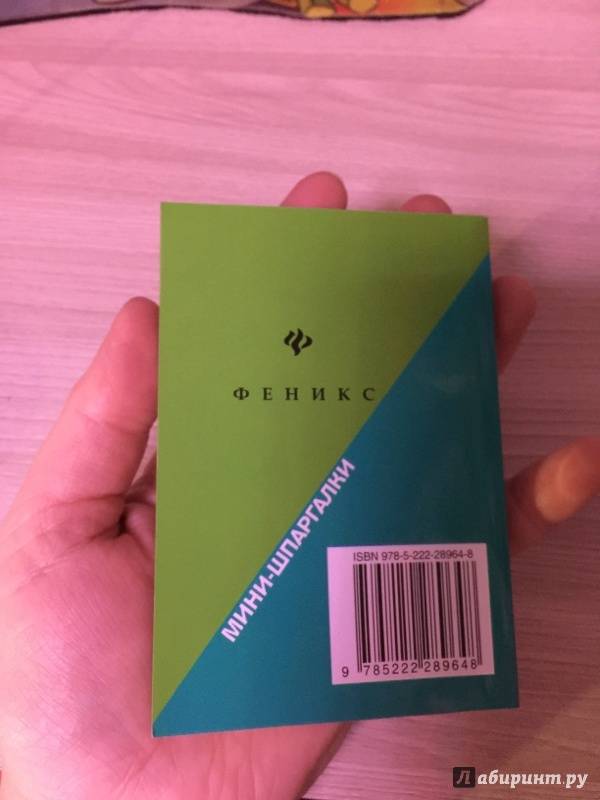 ФЕНИКС
МИНИ-ШПАРГАЛКИ
ISBN 978-5-222-28964-8
9 785222 289648
Лабиринт.ру